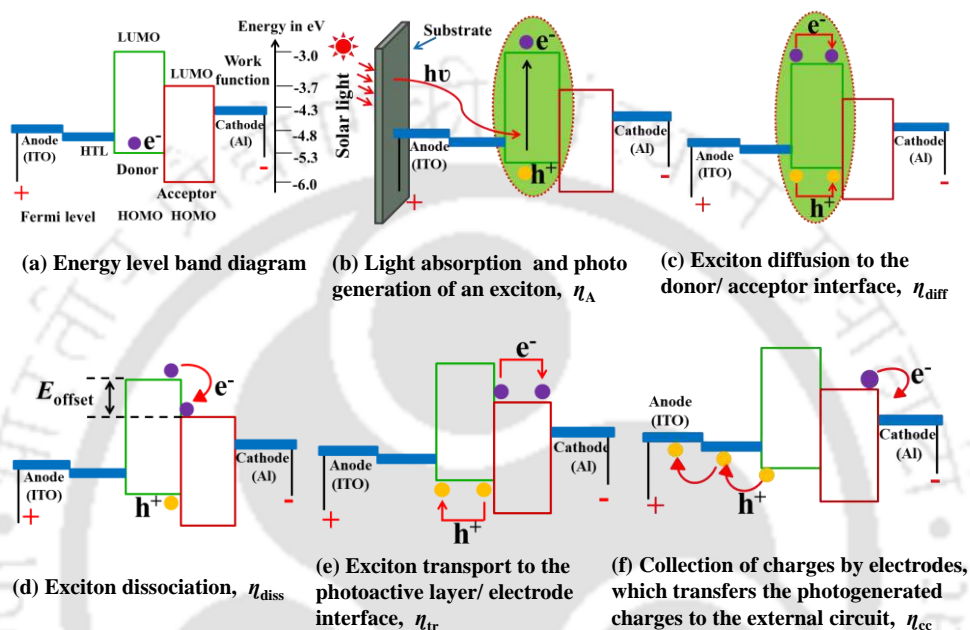 Energy in eV
LUMO
-3.0
LUMO
Work
function
-3.7
-4.3
-4.8
-5.3
-6.0
e-
Anode
(ITO)
HTL
Donor
Cathode
(Al)
+
-
Acceptor
Fermi level
HOMO
HOMO
(a) Energy level band diagram
Substrate
Solar light
hυ
e-
h+
Anode
(ITO)
Cathode
(Al)
+
-
(b) Light absorption and photo
generation of an exciton, ηA
e-
Anode
(ITO)
Cathode
(Al)
+
-
h+
(c) Exciton diffusion to the
donor/ acceptor interface, ηdiff
Eoffset
e-
Anode
(ITO)
Cathode
(Al)
h+
+
-
(d) Exciton dissociation, ηdiss
e-
Anode
(ITO)
Cathode
(Al)
+
-
h+
(e) Exciton transport to the
photoactive layer/ electrode
interface, ηtr
e-
Anode
(ITO)
Cathode
(Al)
h+
+
-
(f) Collection of charges by electrodes,
which transfers the photogenerated
charges to the external circuit, ηcc